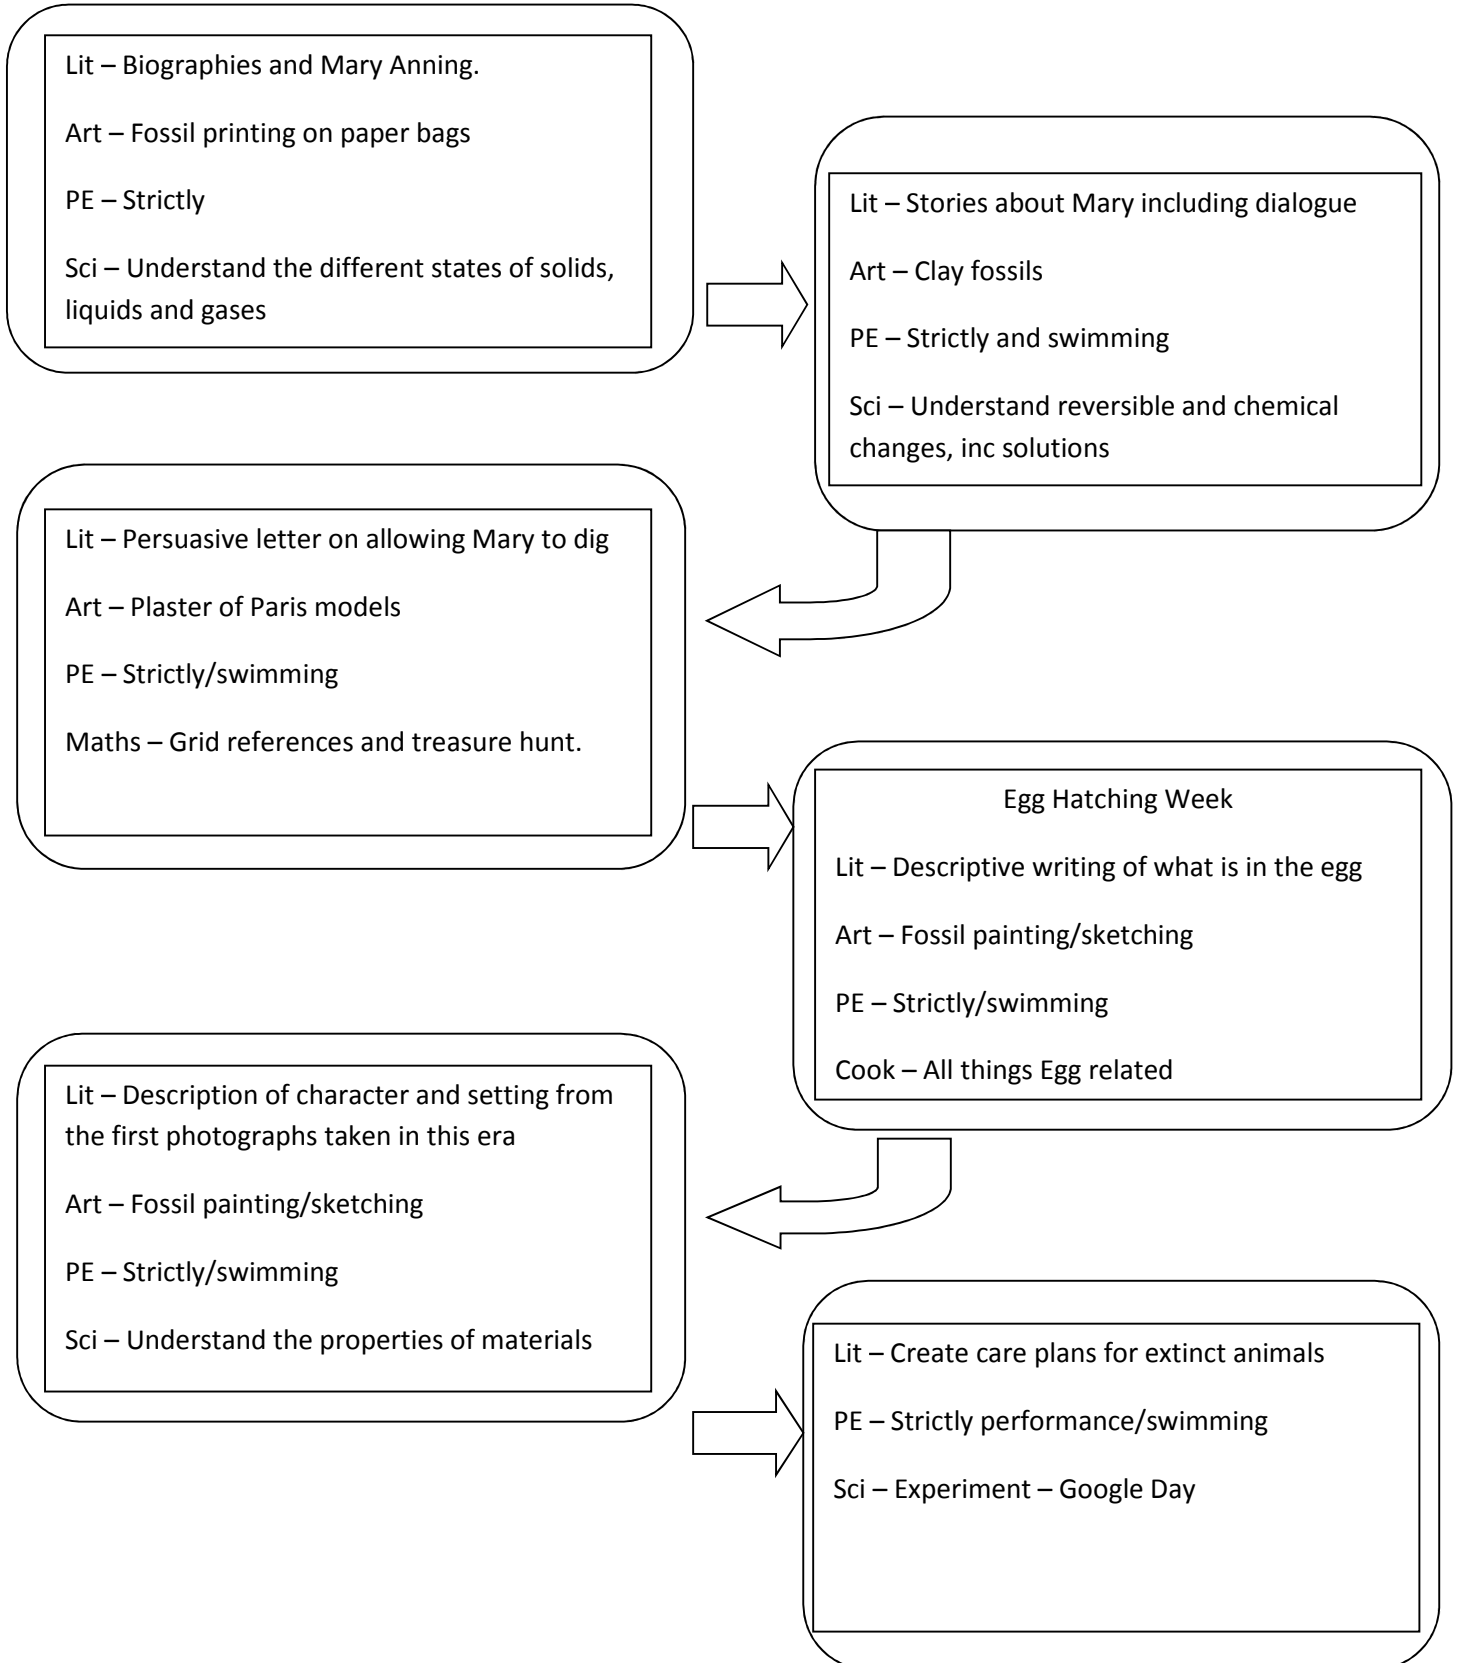 Lit – Biographies and Mary Anning.
Art – Fossil printing on paper bags
PE – Strictly
Sci – Understand the different states of solids,
liquids and gases
Lit – Stories about Mary including dialogue
Art – Clay fossils
PE – Strictly and swimming
Sci – Understand reversible and chemical
changes, inc solutions
Lit – Persuasive letter on allowing Mary to dig
Art – Plaster of Paris models
PE – Strictly/swimming
Maths – Grid references and treasure hunt.
Egg Hatching Week
Lit – Descriptive writing of what is in the egg
Art – Fossil painting/sketching
PE – Strictly/swimming
Cook – All things Egg related
Lit – Description of character and setting from
the first photographs taken in this era
Art – Fossil painting/sketching
PE – Strictly/swimming
Sci – Understand the properties of materials
Lit – Create care plans for extinct animals
PE – Strictly performance/swimming
Sci – Experiment – Google Day